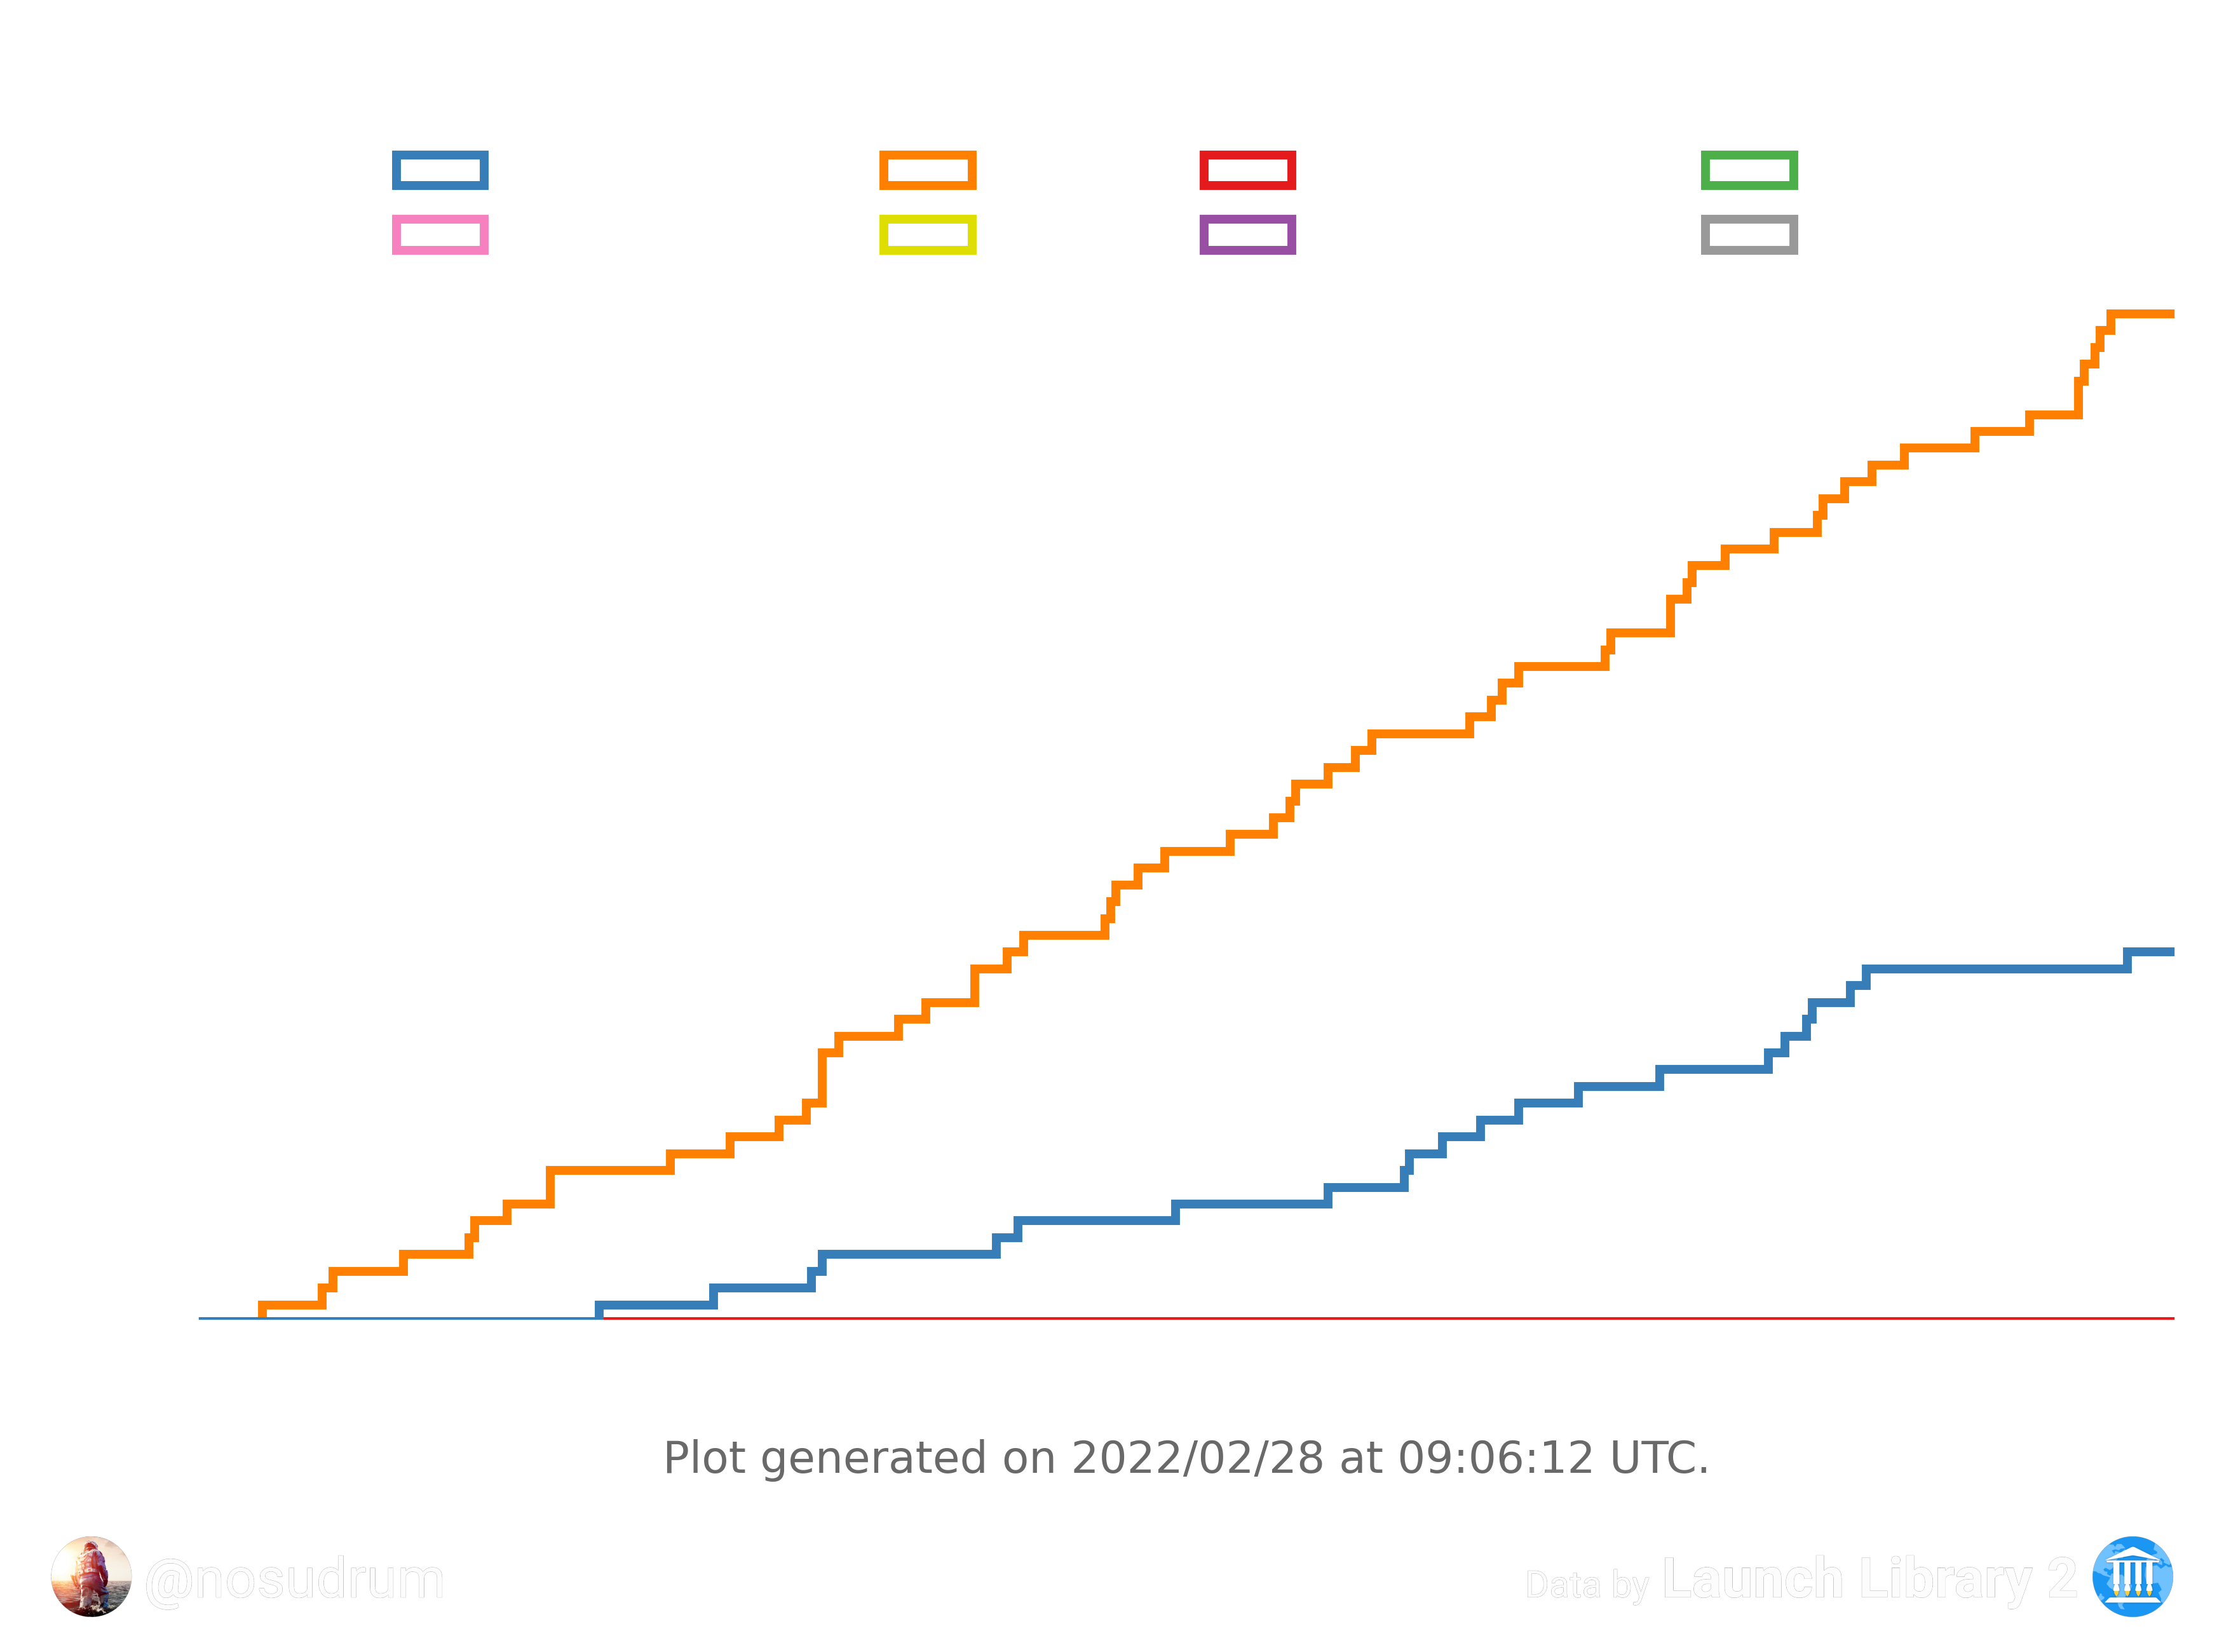 Plot generated on 2022/02/28 at 09:06:12 UTC.
@nosudrum
Data by Launch Library 2